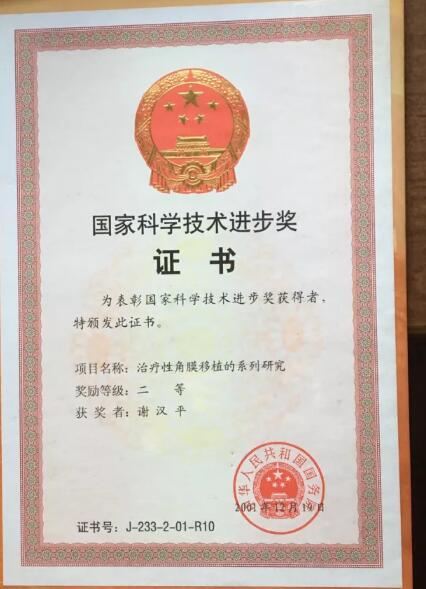 国家科学技术进步奖
证书
为表彰国家科学技术进步奖获得者,
特颁发此证书。
项目名称: 治疗性角膜移植的系列研究
奖励等级: 二 等
获奖者: 谢汉平
中华人民共和国国务院
2001年12月19日
证书号: J-233-2-01-R10